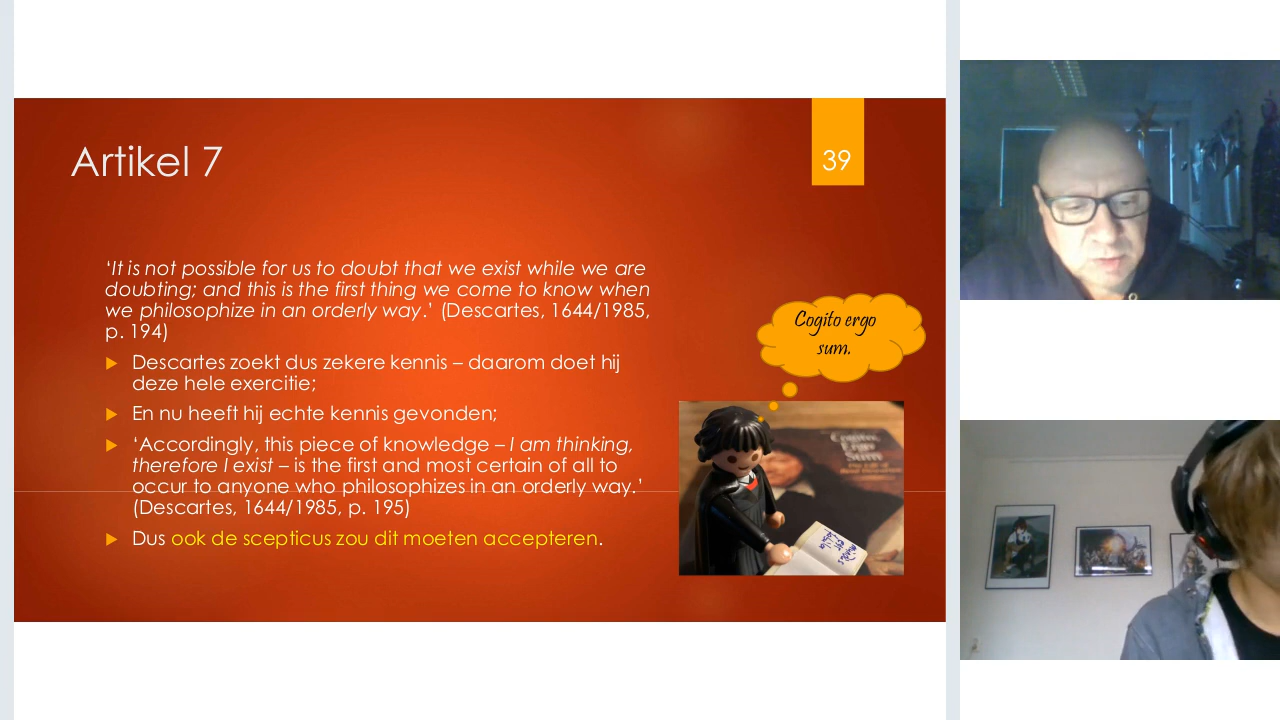 Artikel 7
39
‘It is not possible for us to doubt that we exist while we are
doubting; and this is the first thing we come to know when
we philosophize in an orderly way.’ (Descartes, 1644/1985,
p. 194)
Descartes zoekt dus zekere kennis – daarom doet hij
deze hele exercitie;
En nu heeft hij echte kennis gevonden;
‘Accordingly, this piece of knowledge – I am thinking,
therefore I exist – is the first and most certain of all to
occur to anyone who philosophizes in an orderly way.’
(Descartes, 1644/1985, p. 195)
Dus ook de scepticus zou dit moeten accepteren.
Cogito ergo
sum.
Cogito,
Ergo